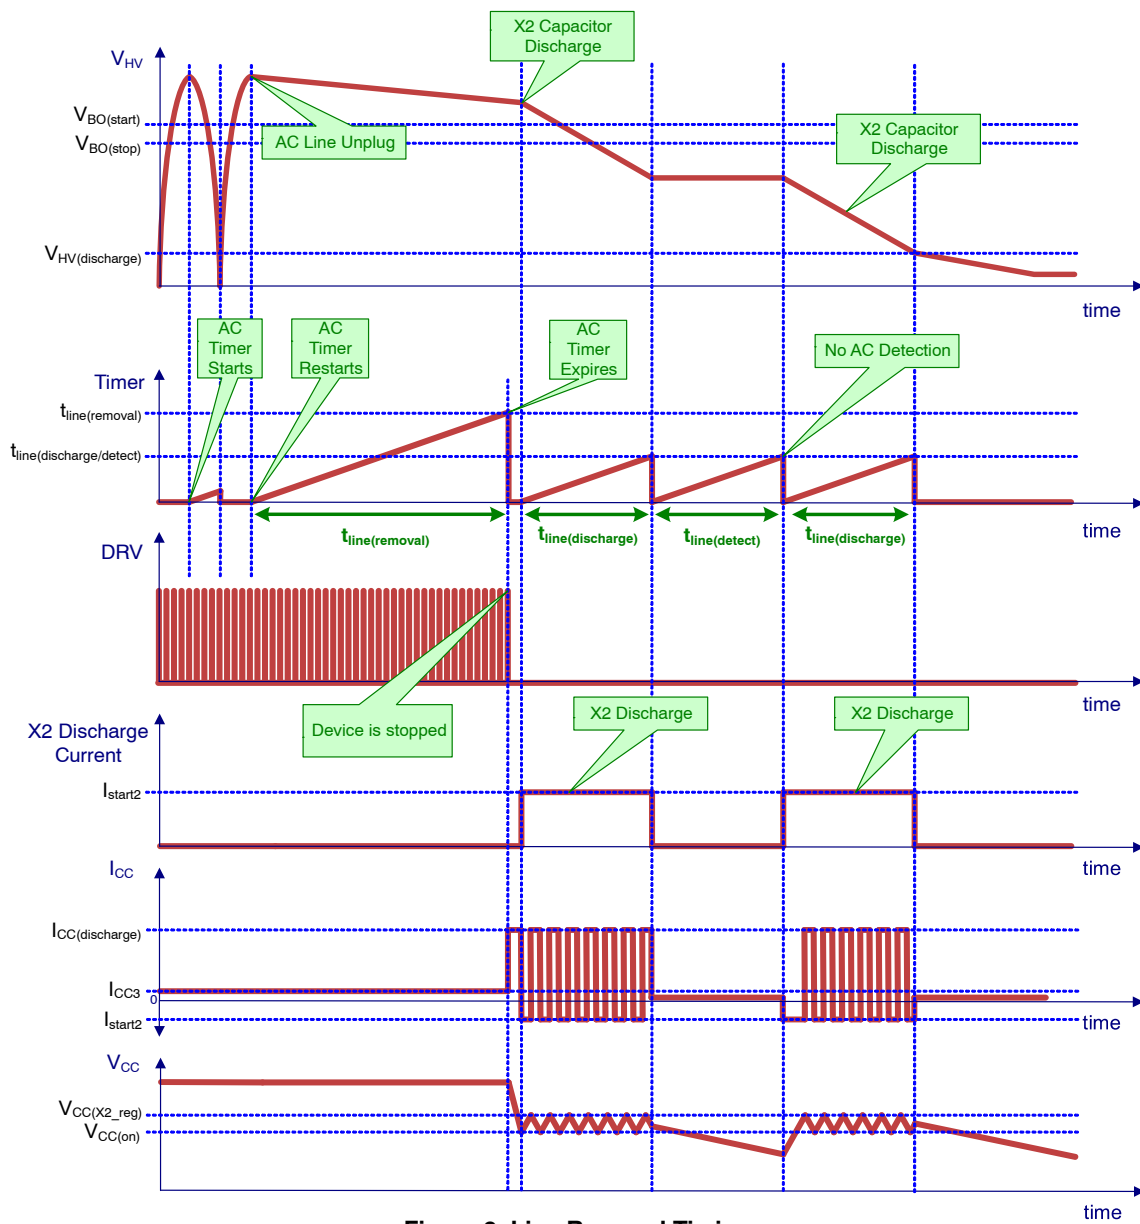 X2 Capacitor
Discharge
VHV
VBO(start)
VBO(stop)
AC Line Unplug
X2 Capacitor
Discharge
VHV(discharge)
time
AC
Timer
Starts
AC
Timer
Restarts
AC
Timer
Expires
No AC Detection
Timer
tline(removal)
tline(discharge/detect)
time
tline(removal)
tline(discharge)
tline(detect)
tline(discharge)
DRV
time
Device is stopped
X2 Discharge
X2 Discharge
X2 Discharge
Current
Istart2
time
ICC
ICC(discharge)
ICC3
0
Istart2
time
VCC
VCC(X2_reg)
VCC(on)
time